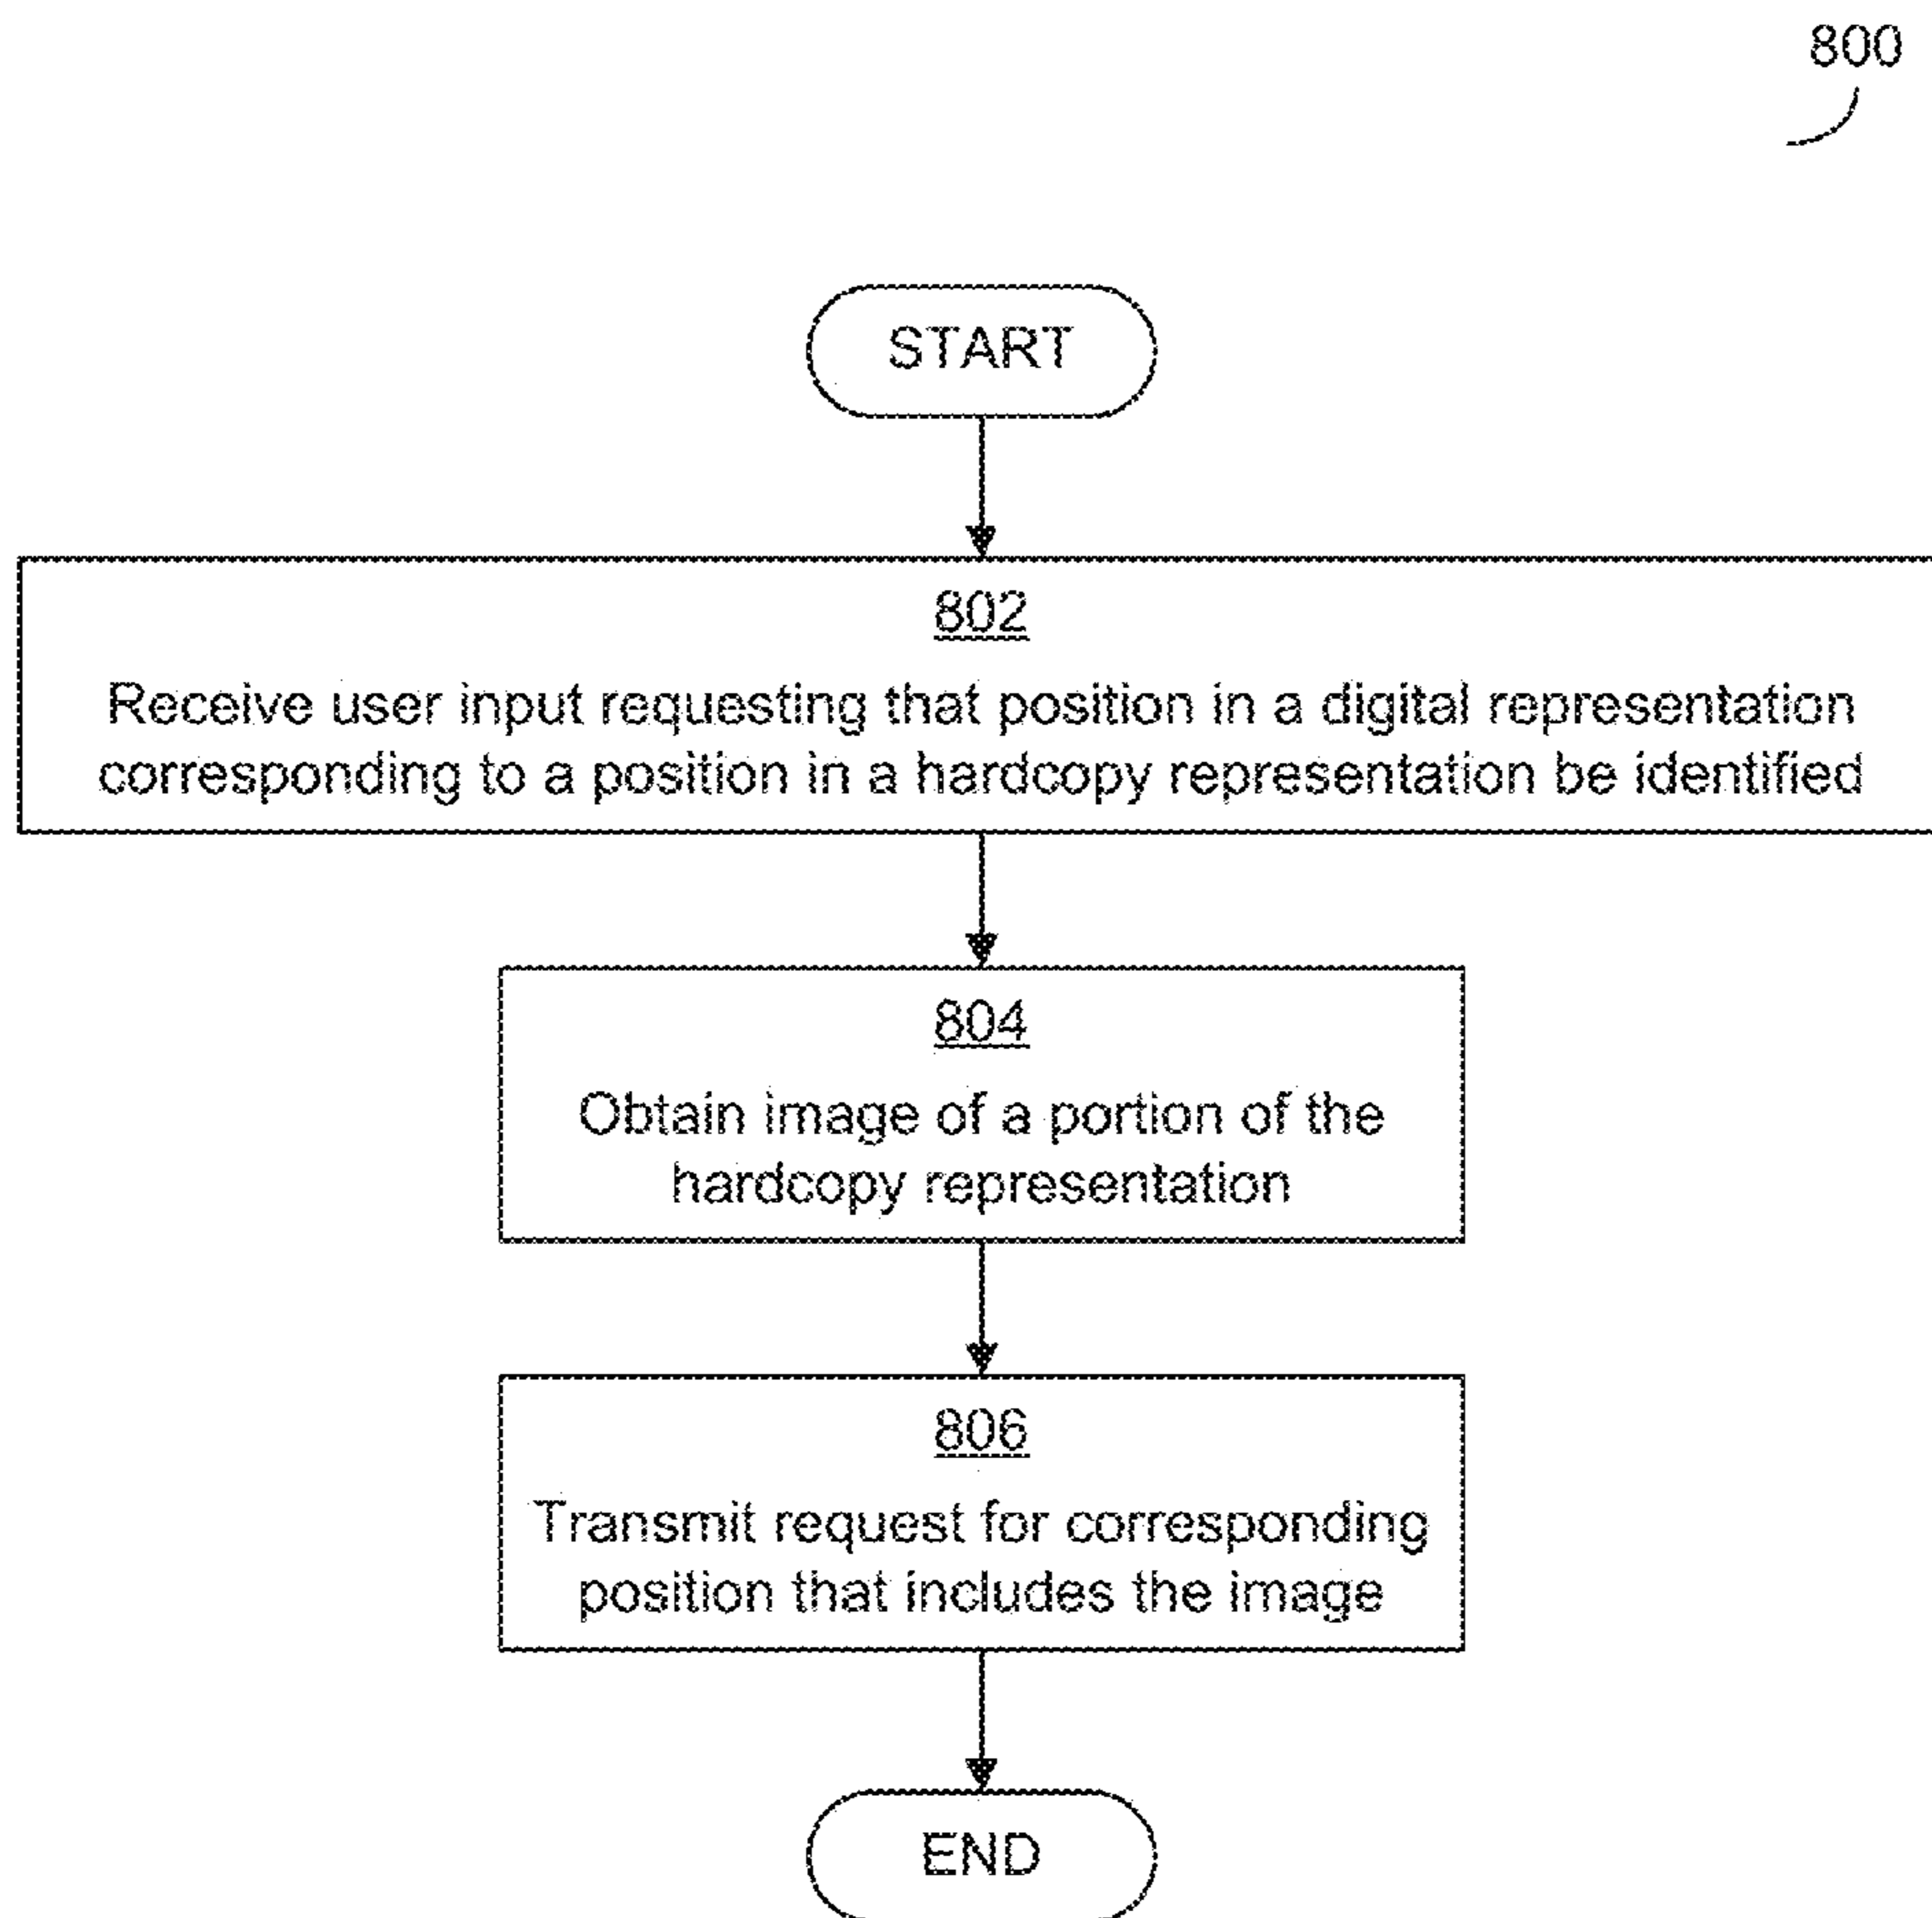 800
START
802
Receive user input requesting that position in a digital representation
corresponding to a position in a hardcopy representation be identified
804
Obtain image of a portion of the
hardcopy representation
806
Transmit request for corresponding
position that includes the image
END